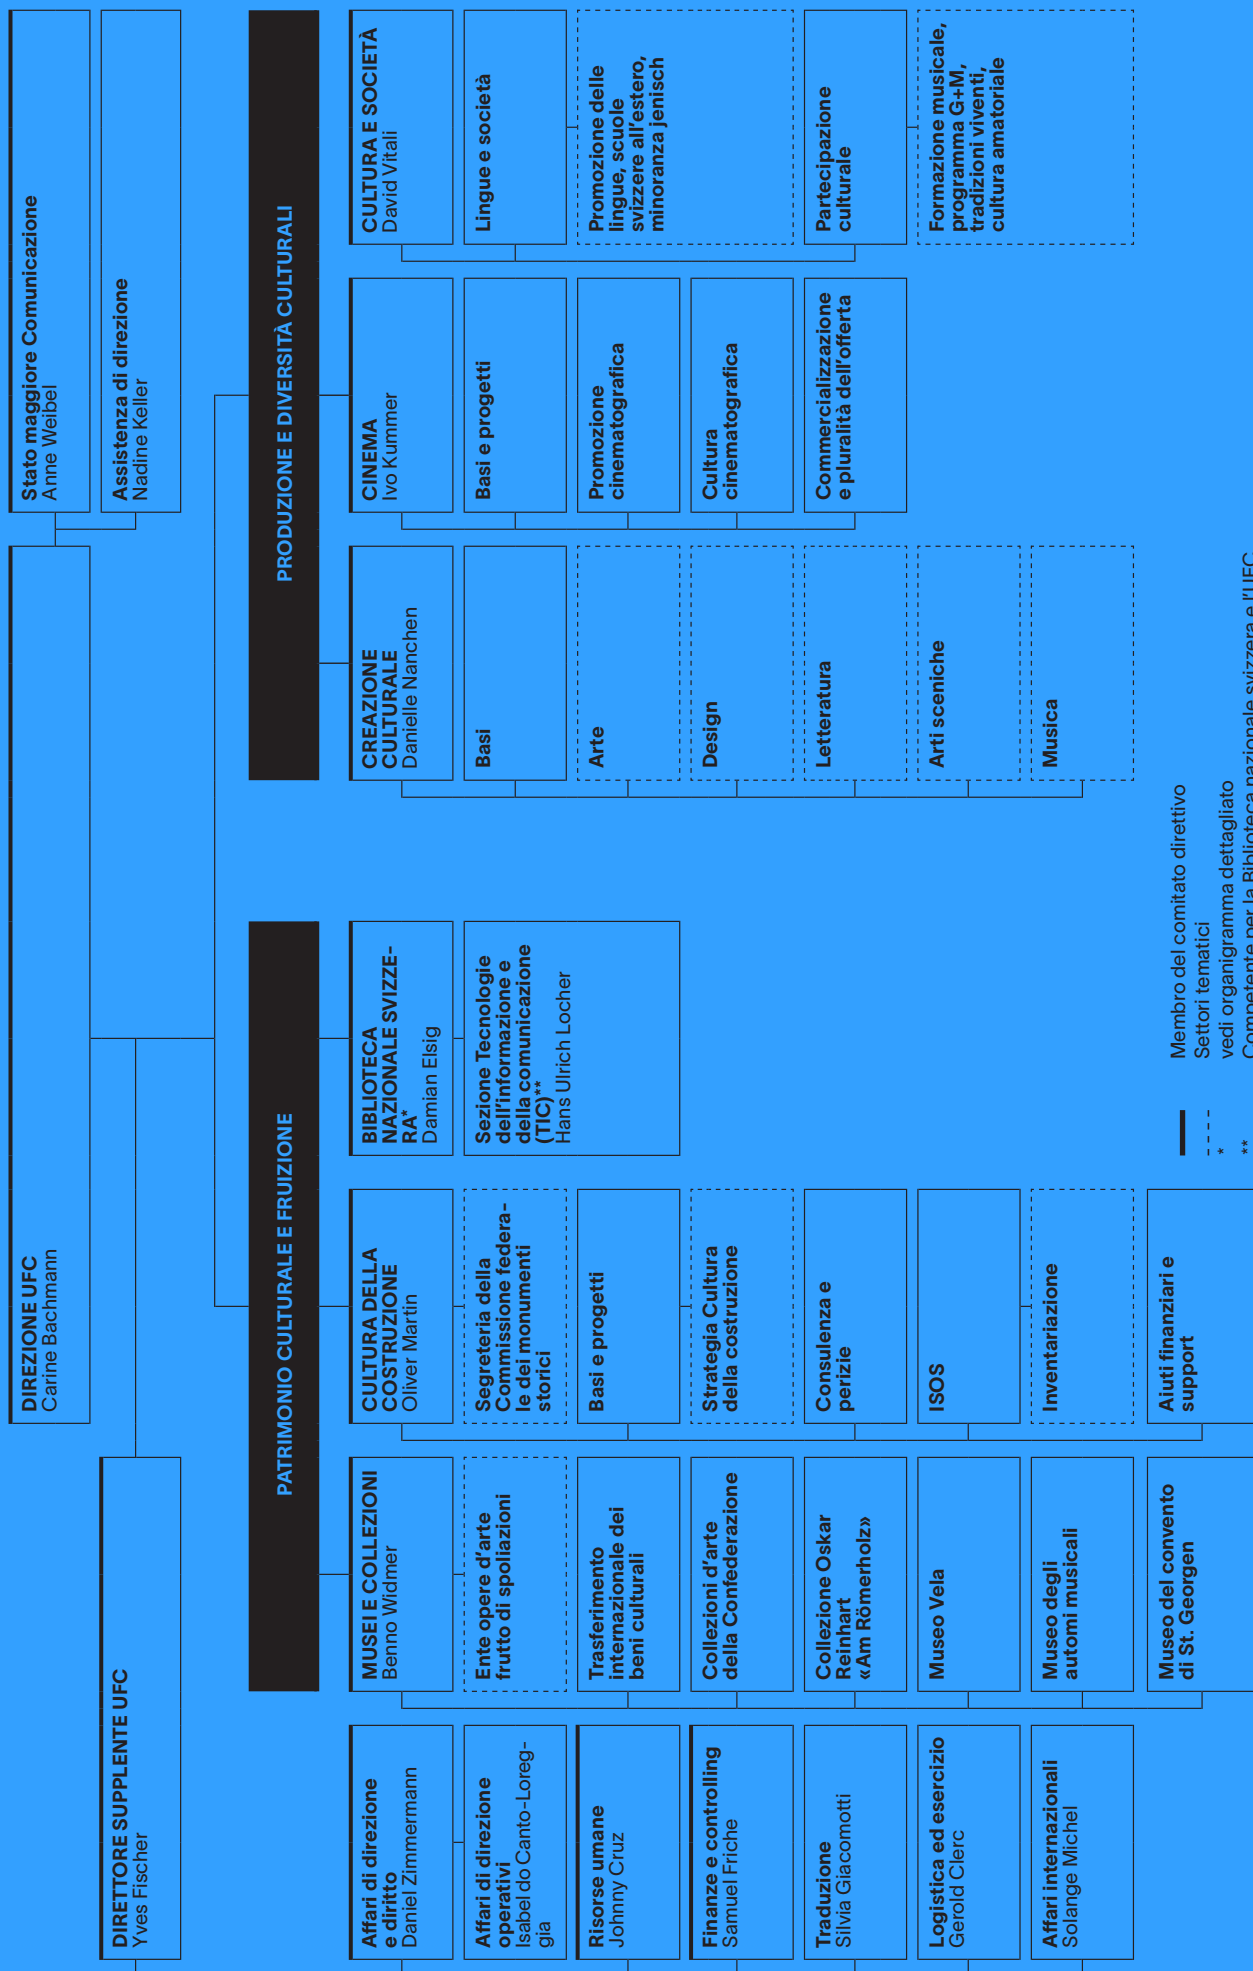 DIREZIONE UFC
Carine Bachmann
Stato maggiore Comunicazione
Anne Weibel
DIRETTORE SUPPLENTE UFC
Yves Fischer
Assistenza di direzione
Nadine Keller
PATRIMONIO CULTURALE E FRUIZIONE
PRODUZIONE E DIVERSITÀ CULTURALI
Affari di direzione
e diritto
Daniel Zimmermann
Affari di direzione
operativi
Isabel do Canto-Loreg-
gia
Risorse umane
Johnny Cruz
Finanze e controlling
Samuel Friche
Traduzione
Silvia Giacomotti
Logistica ed esercizio
Gerold Clerc
Affari internazionali
Solange Michel
MUSEI E COLLEZIONI
Benno Widmer
Ente opere d’arte
frutto di spoliazioni
Trasferimento
internazionale dei
beni culturali
Collezioni d’arte
della Confederazione
Collezione Oskar
Reinhart
«Am Römerholz»
Museo Vela
Museo degli
automi musicali
Museo del convento
di St. Georgen
CULTURA DELLA
COSTRUZIONE
Oliver Martin
Segreteria della
Commissione federa-
le dei monumenti
storici
Basi e progetti
Strategia Cultura
della costruzione
Consulenza e
perizie
ISOS
Inventariazione
Aiuti finanziari e
support
BIBLIOTECA
NAZIONALE SVIZZE-
RA*
Damian Elsig
Sezione Tecnologie
dell’informazione e
della comunicazione
(TIC)**
Hans Ulrich Locher
CREAZIONE
CULTURALE
Danielle Nanchen
Basi
Arte
Design
Letteratura
Arti sceniche
Musica
CINEMA
Ivo Kummer
Basi e progetti
Promozione
cinematografica
Cultura
cinematografica
Commercializzazione
e pluralità dell’offerta
CULTURA E SOCIETÀ
David Vitali
Lingue e società
Promozione delle
lingue, scuole
svizzere all’estero,
minoranza jenisch
Partecipazione
culturale
Formazione musicale,
programma G+M,
tradizioni viventi,
cultura amatoriale
Membro del comitato direttivo
Settori tematici
* vedi organigramma dettagliato
** Competente per la Biblioteca nazionale svizzera e l’UFC